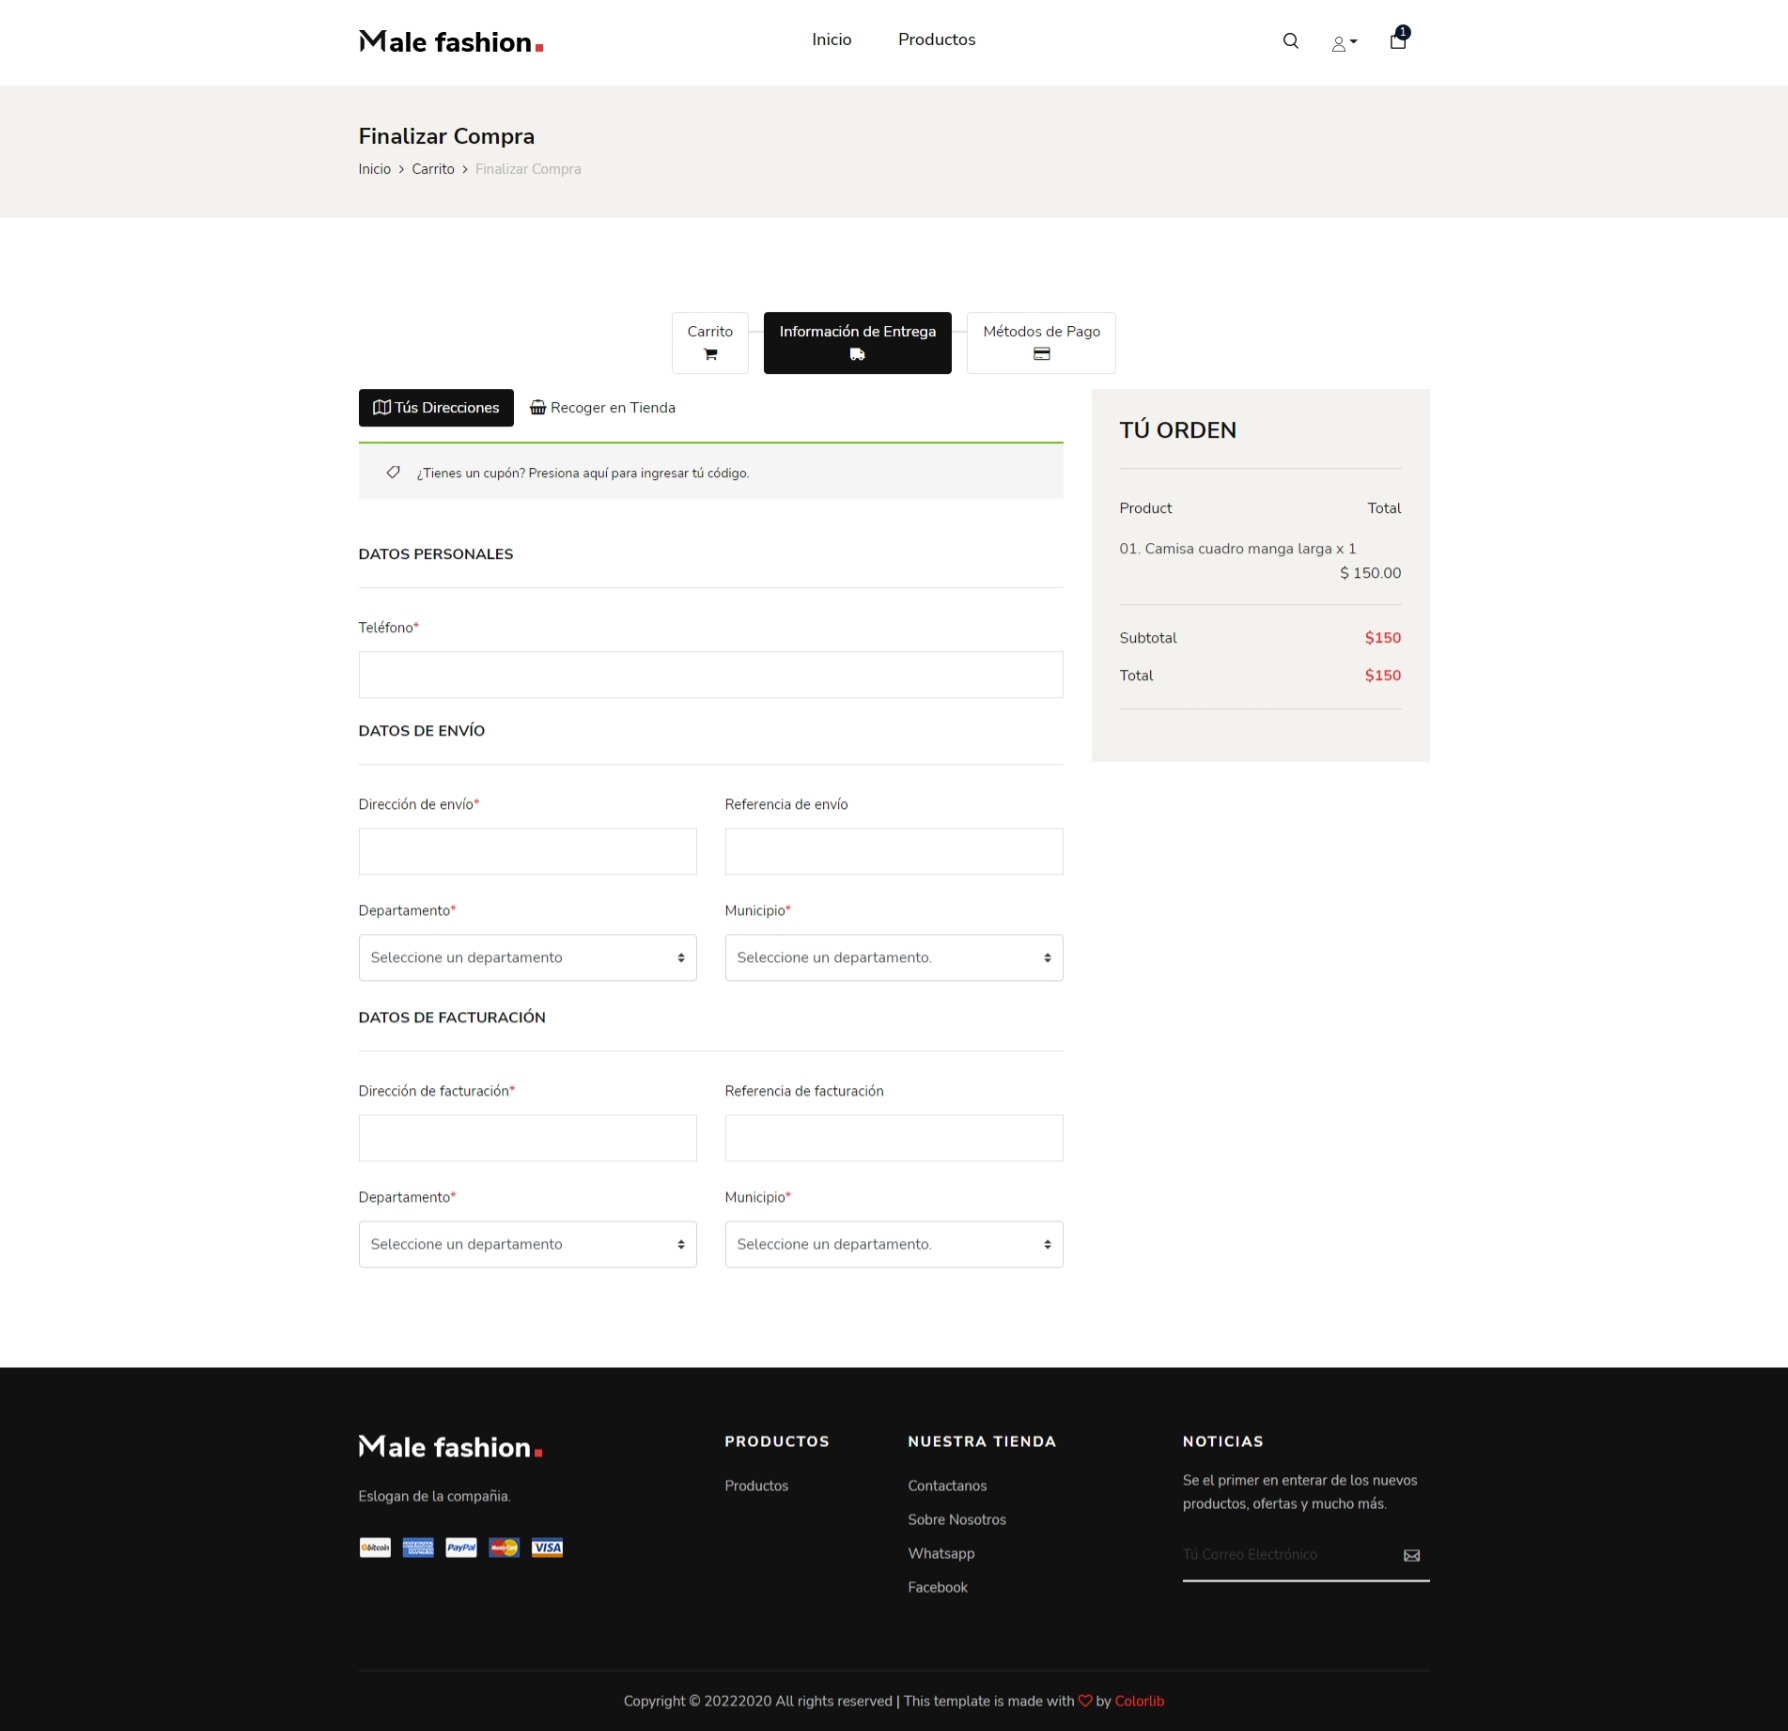 Male fashion.
Inicio Productos
1
Finalizar Compra
Inicio > Carrito > Finalizar Compra
Carrito
Información de Entrega
Métodos de Pago
Tús Direcciones
Recoger en Tienda
¿Tienes un cupón? Presiona aquí para ingresar tú código.
DATOS PERSONALES
Teléfono*
DATOS DE ENVÍO
Dirección de envío* Referencia de envío
Departamento* Municipio*
Seleccione un departamento Seleccione un departamento.
DATOS DE FACTURACIÓN
Dirección de facturación* Referencia de facturación
Departamento* Municipio*
Seleccione un departamento Seleccione un departamento.
TÚ ORDEN
Product Total
01. Camisa cuadro manga larga x 1
$ 150.00
Subtotal $150
Total $150
Male fashion.
Eslogan de la compañia.
bitcoin AMERICAN EXPRESS PayPal MasterCard VISA
PRODUCTOS
Productos
NUESTRA TIENDA
Contactanos
Sobre Nosotros
Whatsapp
Facebook
NOTICIAS
Se el primer en enterar de los nuevos
productos, ofertas y mucho más.
Tú Correo Electrónico
Copyright © 20222020 All rights reserved | This template is made with ♡ by Colorlib